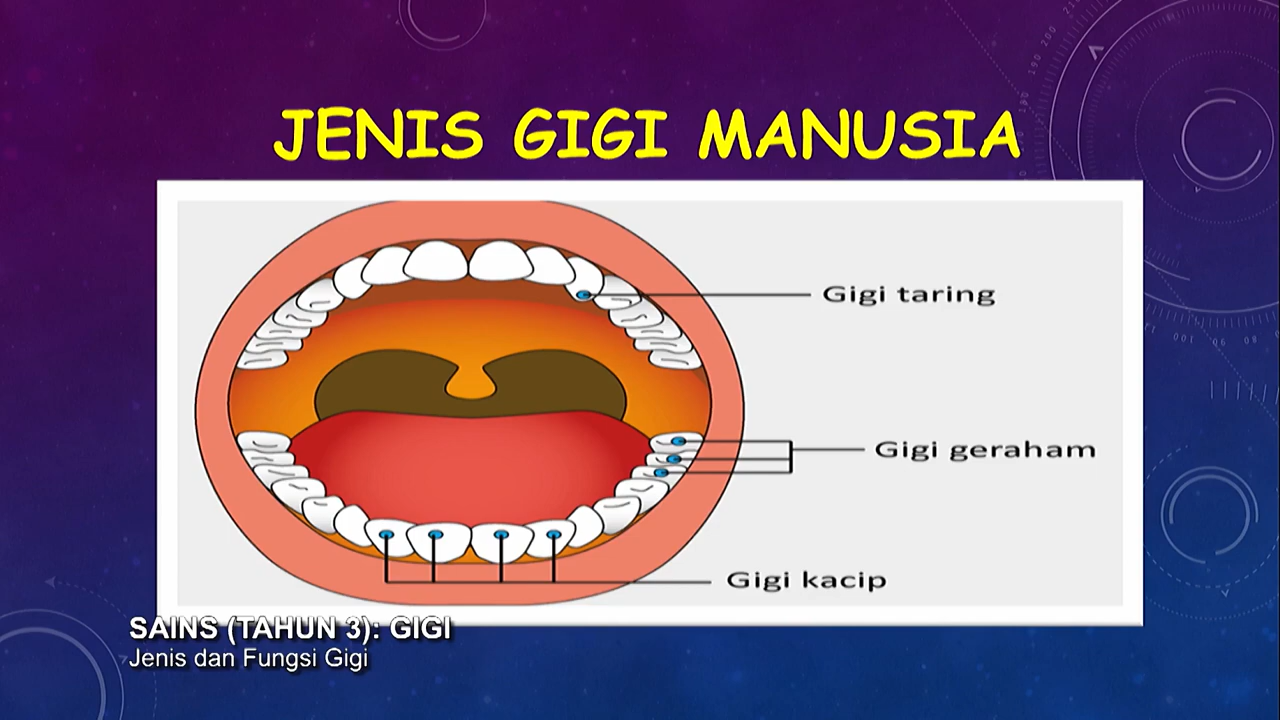 JENIS GIGI MANUSIA
Gigi taring
Gigi geraham
Gigi kacip
SAINS (TAHUN 3): GIGI
Jenis dan Fungsi Gigi